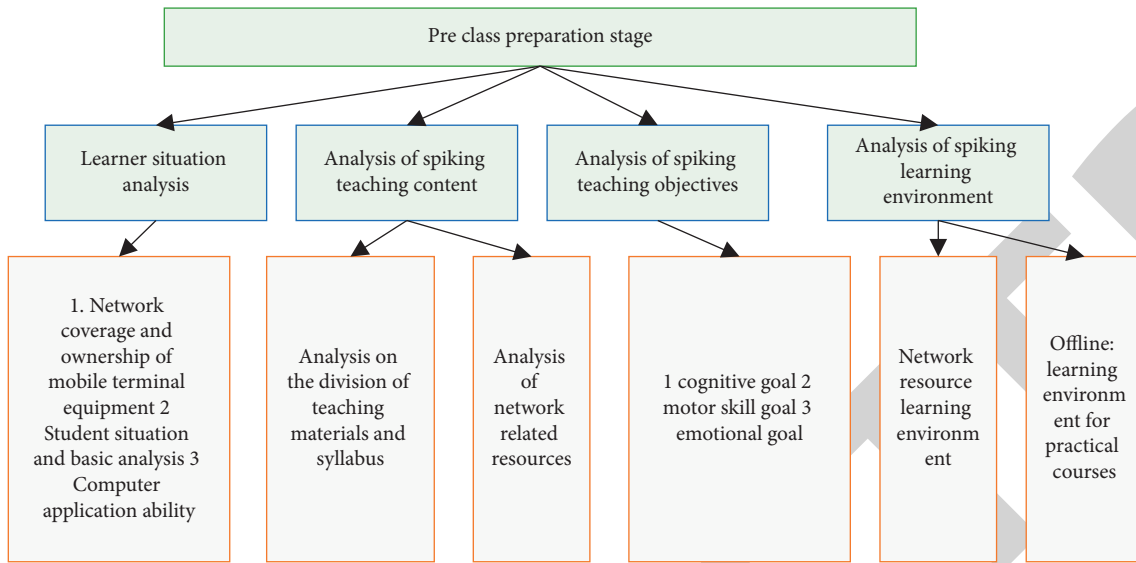 Pre class preparation stage
Learner situation
analysis
Analysis of spiking
teaching content
Analysis of spiking
teaching objectives
Analysis of spiking
learning
environment
1. Network
coverage and
ownership of
mobile terminal
equipment 2
Student situation
and basic analysis 3
Computer
application ability
Analysis on
the division of
teaching
materials and
syllabus
Analysis
of
network
related
resources
1 cognitive goal 2
motor skill goal 3
emotional goal
Network
resource
learning
environm
ent
Offline:
learning
environm
ent for
practical
courses